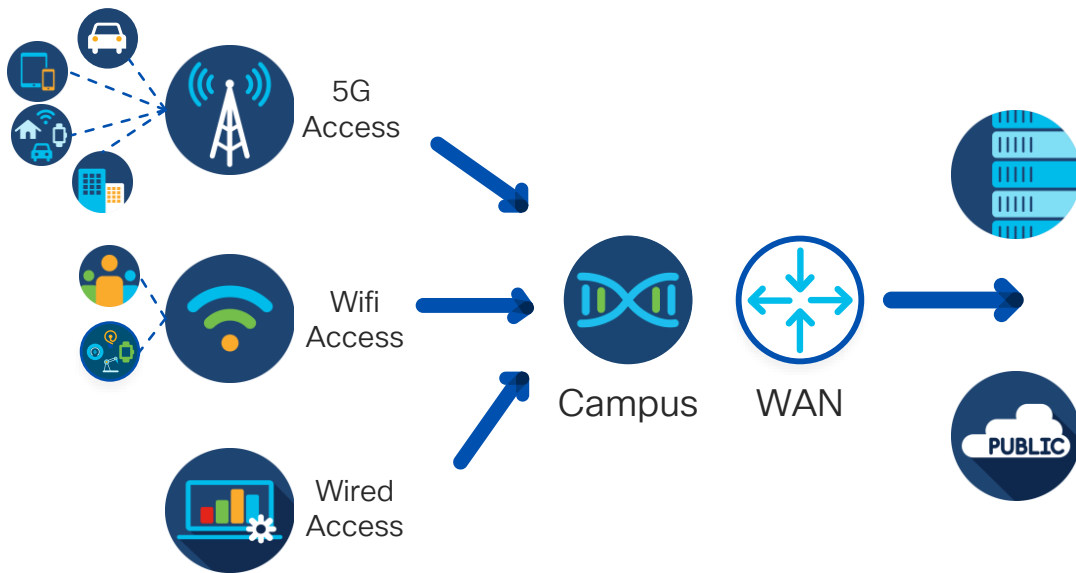 5G
Access
Wifi
Access
Campus
WAN
PUBLIC
Wired
Access